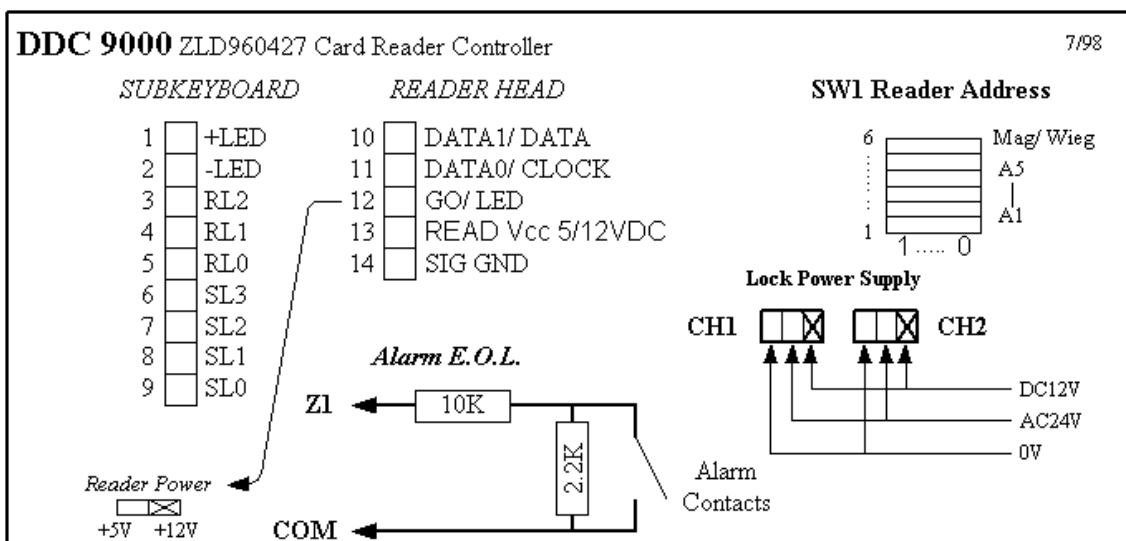 DDC 9000 ZLD960427 Card Reader Controller
7/98
SUBKEYBOARD
1 +LED
2 -LED
3 RL2
4 RL1
5 RL0
6 SL3
7 SL2
8 SL1
9 SL0
READER HEAD
10 DATA1/ DATA
11 DATA0/ CLOCK
12 GO/ LED
13 READ Vcc 5/12VDC
14 SIG GND
SW1 Reader Address
6 Mag/ Wieg
A5
A1
1
1 ..... 0
Lock Power Supply
CH1 CH2
DC12V
AC24V
0V
Alarm E.O.L.
Z1 10K
2.2K
Alarm
Contacts
COM
Reader Power
+5V +12V